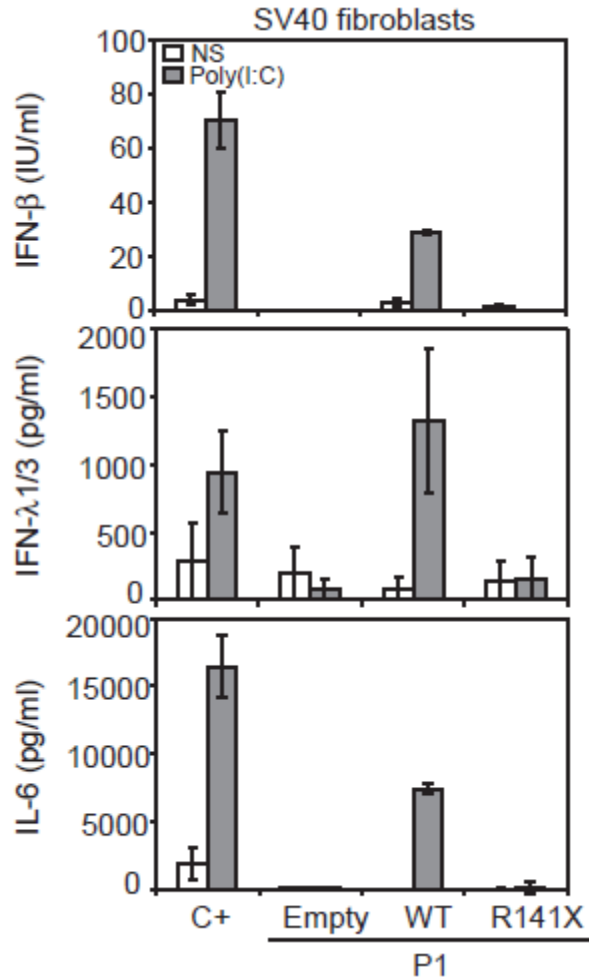 SV40 fibroblasts
NS
Poly(I:C)
IFN-β (IU/ml)
100
80
60
40
20
0
IFN-λ1/3 (pg/ml)
2000
1500
1000
500
0
IL-6 (pg/ml)
20000
15000
10000
5000
0
C+ Empty WT R141X
P1